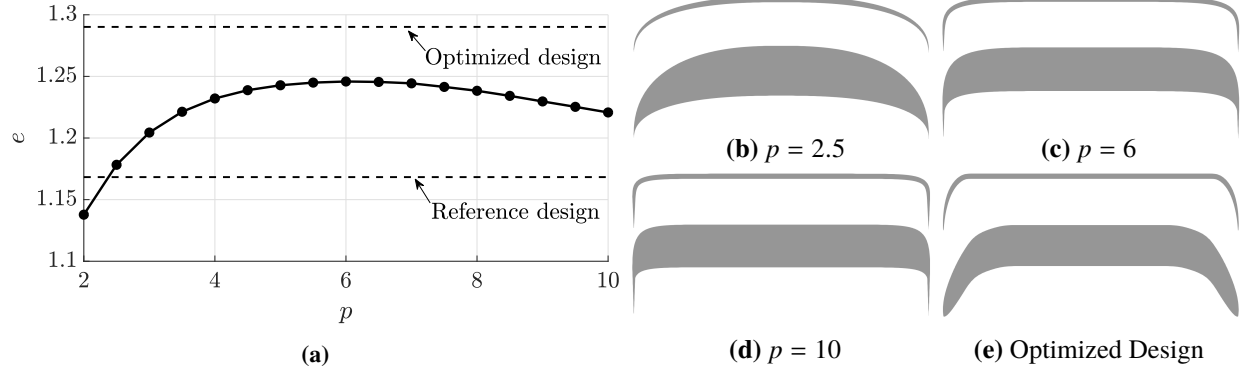 1.3
1.25
1.2
1.15
1.1
e
Optimized design
Reference design
2 4 6 8 10
p
(a)
(b) p = 2.5
(c) p = 6
(d) p = 10
(e) Optimized Design